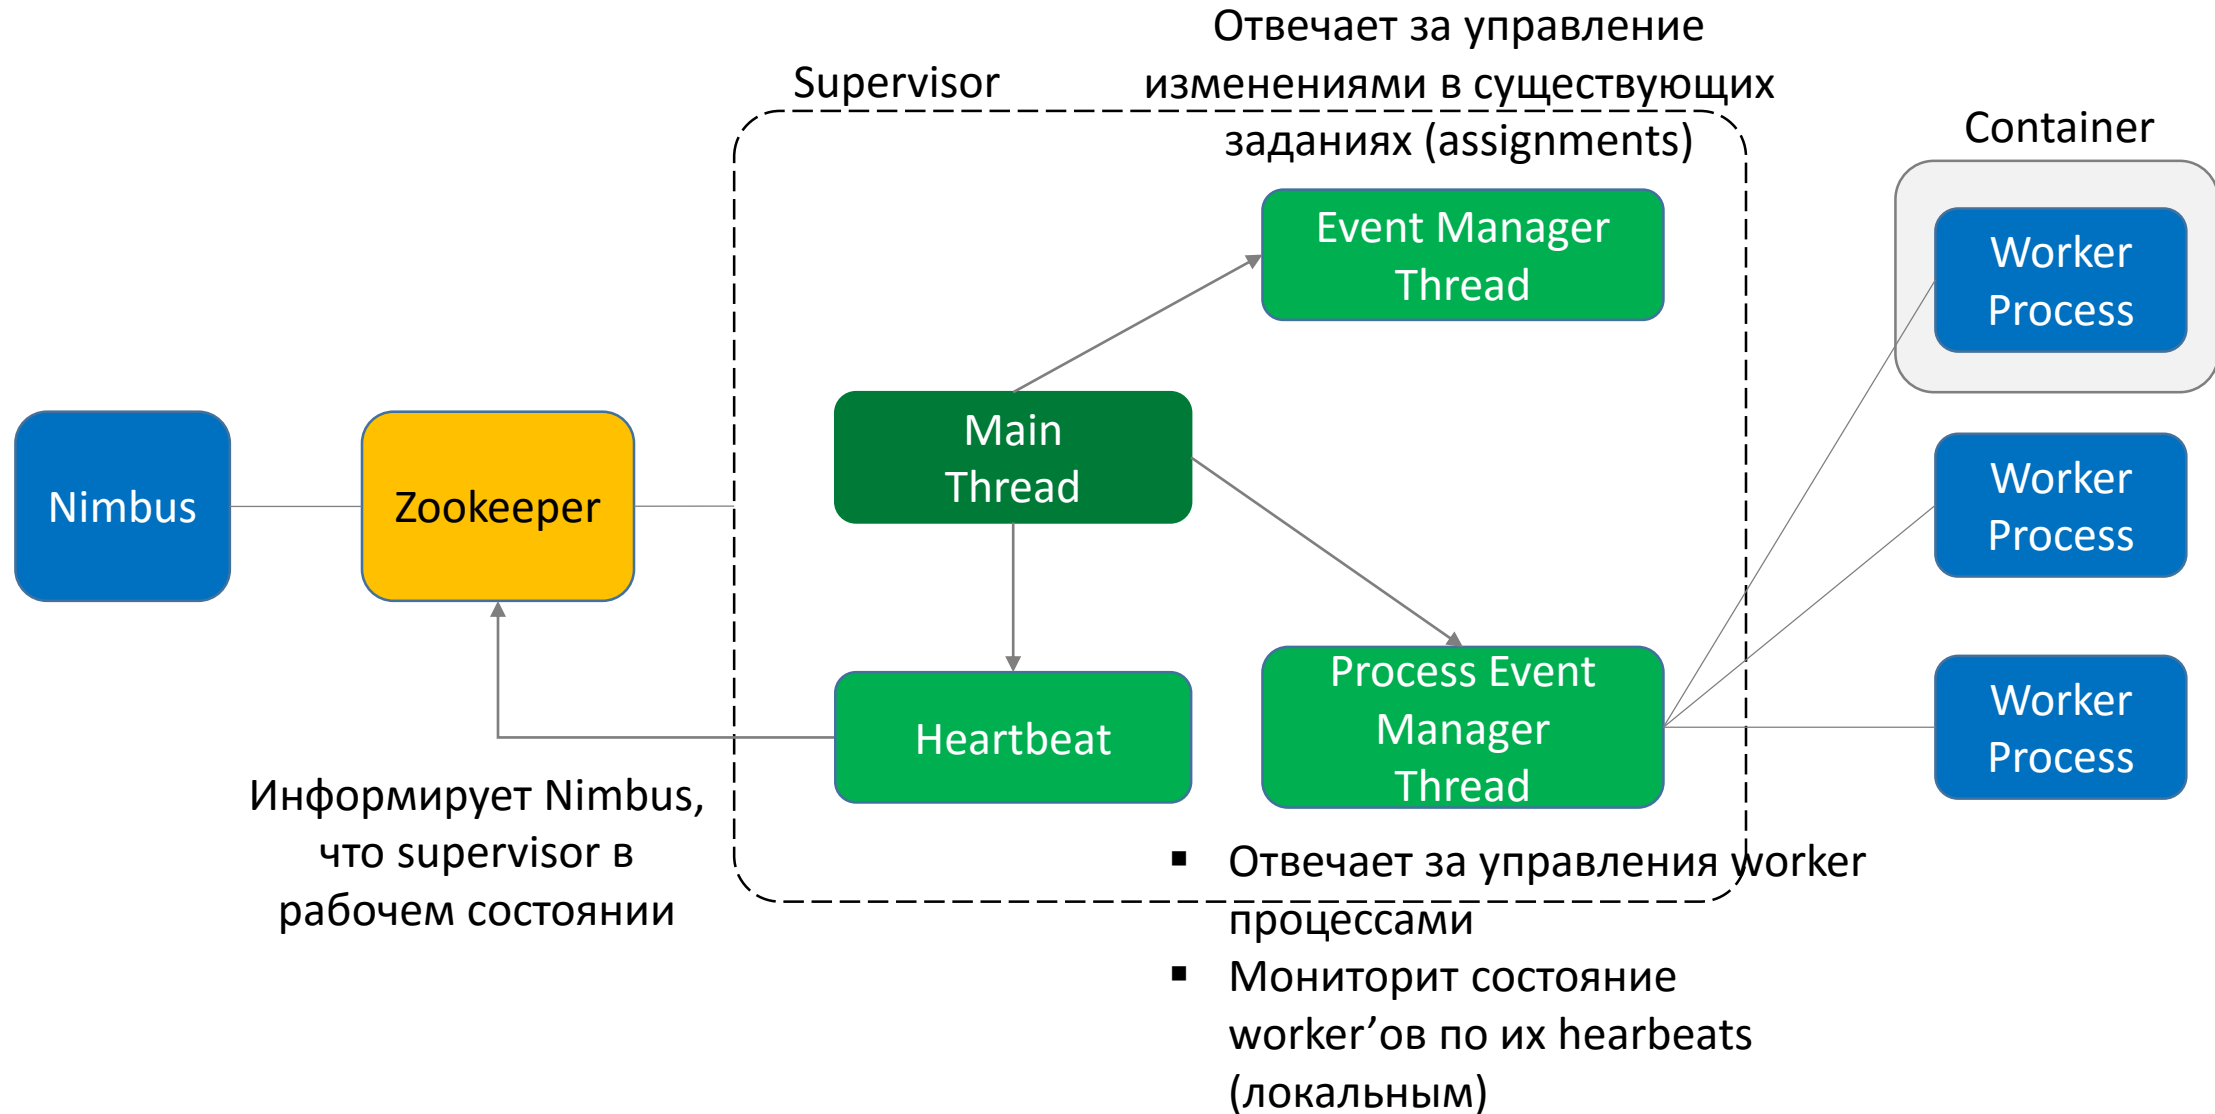 Отвечает за управление
изменениями в существующих
заданиях (assignments)
Supervisor
Container
Event Manager
Thread
Worker
Process
Main
Thread
Nimbus
Zookeeper
Worker
Process
Heartbeat
Process Event
Manager
Thread
Worker
Process
Информирует Nimbus,
что supervisor в
рабочем состоянии
▪ Отвечает за управления worker
процессами
▪ Мониторит состояние
worker’ов по их hearbeats
(локальным)